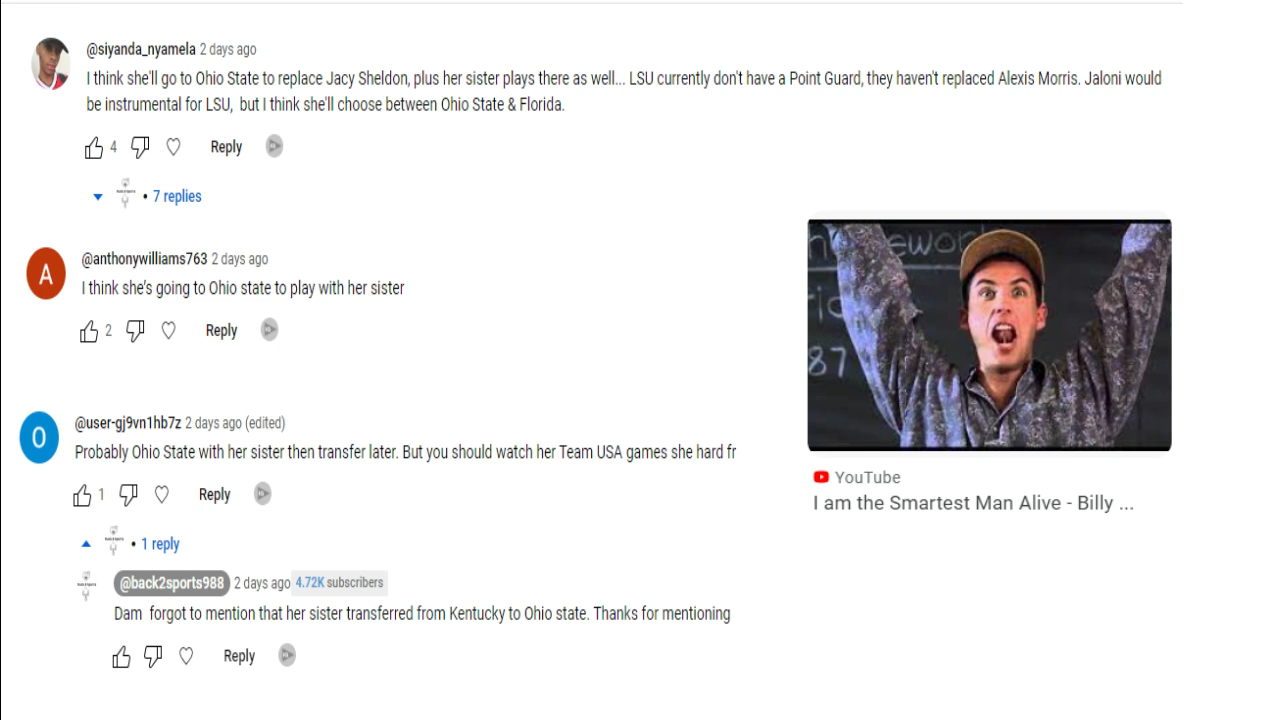 @siyanda_nyamela 2 days ago
I think she'll go to Ohio State to replace Jacy Sheldon, plus her sister plays there as well... LSU currently don't have a Point Guard, they haven't replaced Alexis Morris. Jaloni would
be instrumental for LSU, but I think she'll choose between Ohio State & Florida.
4 Reply
• 7 replies
A
@anthonywilliams763 2 days ago
I think she's going to Ohio state to play with her sister
2 Reply
O
@user-gj9vn1hb7z 2 days ago (edited)
Probably Ohio State with her sister then transfer later. But you should watch her Team USA games she hard fr
1 Reply
• 1 reply
@back2sports988 2 days ago 4.72K subscribers
Dam forgot to mention that her sister transferred from Kentucky to Ohio state. Thanks for mentioning
Reply
87
YouTube
I am the Smartest Man Alive - Billy ...